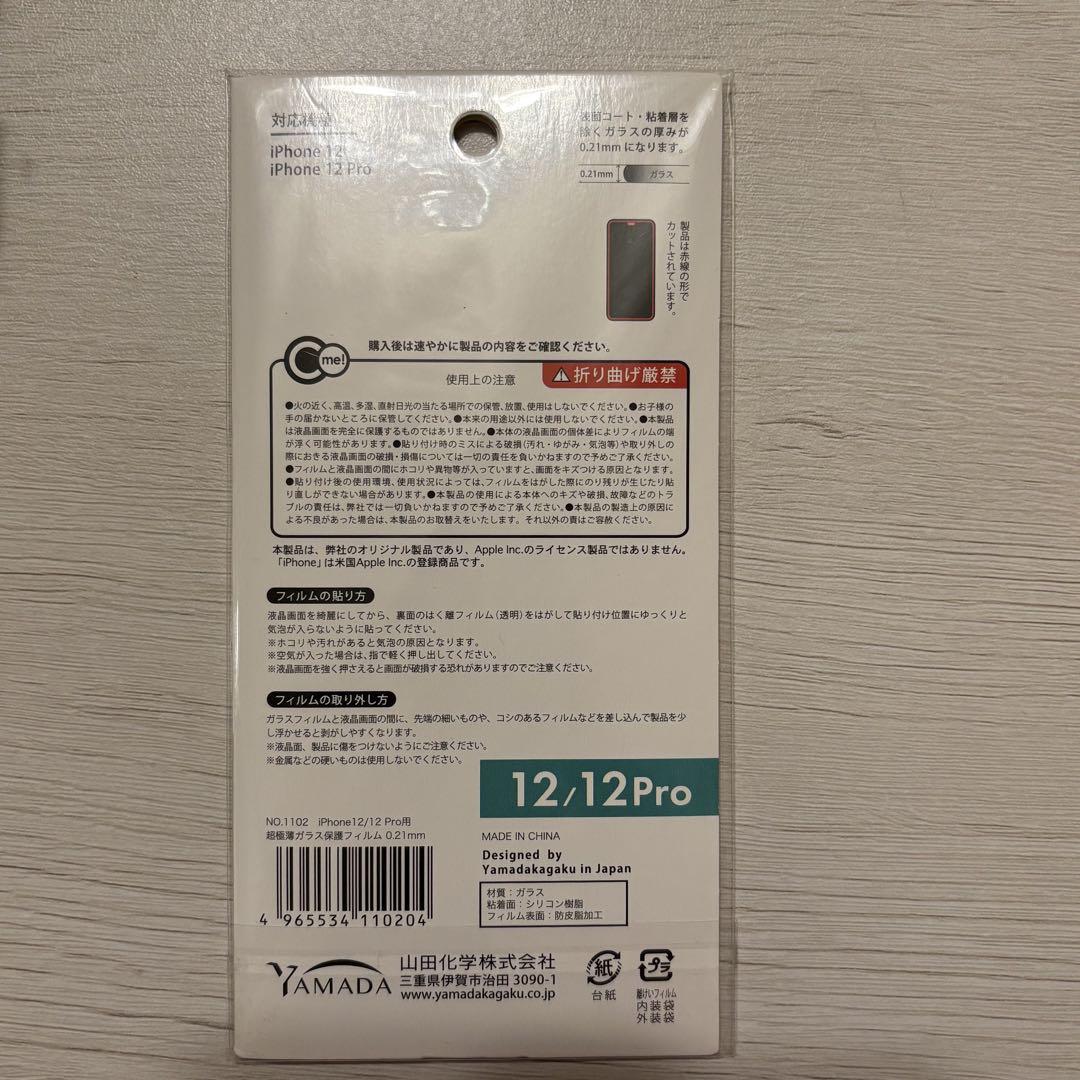 対応機種
iPhone 12
iPhone 12 Pro
表面コート・粘着層を
除くガラスの厚みが
0.21mmになります。
0.21mm ガラス
製品は赤線の形で
カットされています。
C me!
購入後は速やかに製品の内容をご確認ください。
使用上の注意
折り曲げ厳禁
●火の近く、高温、多湿、直射日光の当たる場所での保管、放置、使用はしないでください。●お子様の
手の届かないところに保管してください。●本来の用途以外には使用しないでください。●本製品
は液晶画面を完全に保護するものではありません。●本体の液晶画面の個体差によりフィルムの端
が浮く可能性があります。●貼り付け時のミスによる破損(汚れ・ゆがみ・気泡等)や取り外しの
際におきる液晶画面の破損・損傷については一切の責任を負いかねますので予めご了承ください。
●フィルムと液晶画面の間にホコリや異物等が入っていますと、画面をキズつける原因となります。
●貼り付け後の使用環境、使用状況によっては、フィルムをはがした際にのり残りが生じたり貼
り直しができない場合があります。●本製品の使用による本体へのキズや破損、故障などのトラ
ブルの責任は、弊社では一切負いかねますので予めご了承ください。●本製品の製造上の原因に
よる不良があった場合は、本製品のお取替えをいたします。それ以外の責はご容赦ください。
本製品は、弊社のオリジナル製品であり、Apple Inc.のライセンス製品ではありません。
「iPhone」は米国Apple Inc.の登録商品です。
フィルムの貼り方
液晶画面を綺麗にしてから、裏面のはく離フィルム(透明)をはがして貼り付け位置にゆっくりと
気泡が入らないように貼ってください。
※ホコリや汚れがあると気泡の原因となります。
※空気が入った場合は、指で軽く押し出してください。
※液晶画面を強く押さえると画面が破損する恐れがありますのでご注意ください。
フィルムの取り外し方
ガラスフィルムと液晶画面の間に、先端の細いものや、コシのあるフィルムなどを差し込んで製品を少
し浮かせると剥がしやすくなります。
※液晶面、製品に傷をつけないようにご注意ください。
※金属などの硬いものは使用しないでください。
12/12Pro
NO.1102 iPhone12/12 Pro用
超極薄ガラス保護フィルム 0.21mm
4 965534 110204
MADE IN CHINA
Designed by
Yamadakagaku in Japan
材質：ガラス
粘着面：シリコン樹脂
フィルム表面：防皮脂加工
YAMADA
山田化学株式会社
三重県伊賀市治田 3090-1
www.yamadakagaku.co.jp
紙
台紙
プラ
離けいフィルム
内装袋
外装袋